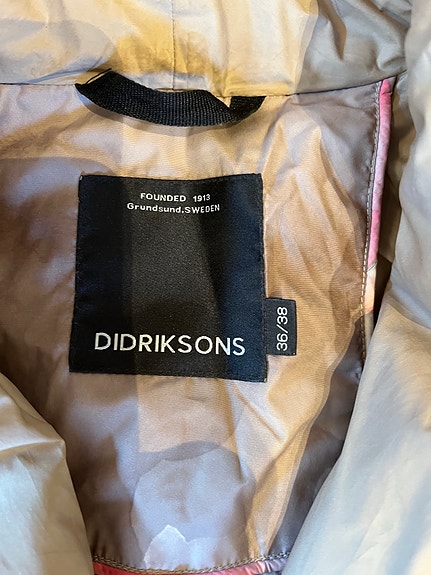 FOUNDED 1913
Grundsund,SWEDEN
DIDRIKSONS
36/38